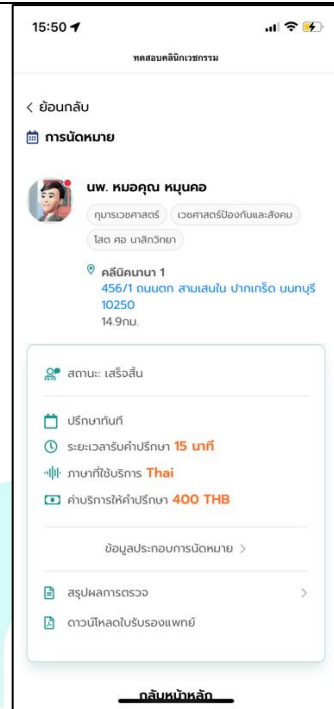 15:50
ทดสอบคลินิกเวชกรรม
< ย้อนกลับ
การนัดหมาย
นพ. หมอคุณ หมุนคอ
กุมารเวชศาสตร์ เวชศาสตร์ป้องกันและสังคม
โสต ศอ นาสิกวิทยา
คลีนิคนานา 1
456/1 ถนนตก สามเสนใน ปากเกร็ด นนทบุรี
10250
14.9กม.
สถานะ: เสร็จสิ้น
ปรึกษาทันที
ระยะเวลารับคำปรึกษา 15 นาที
ภาษาที่ใช้บริการ Thai
ค่าบริการให้คำปรึกษา 400 THB
ข้อมูลประกอบการนัดหมาย >
สรุปผลการตรวจ >
ดาวน์โหลดใบรับรองแพทย์
กลับหน้าหลัก